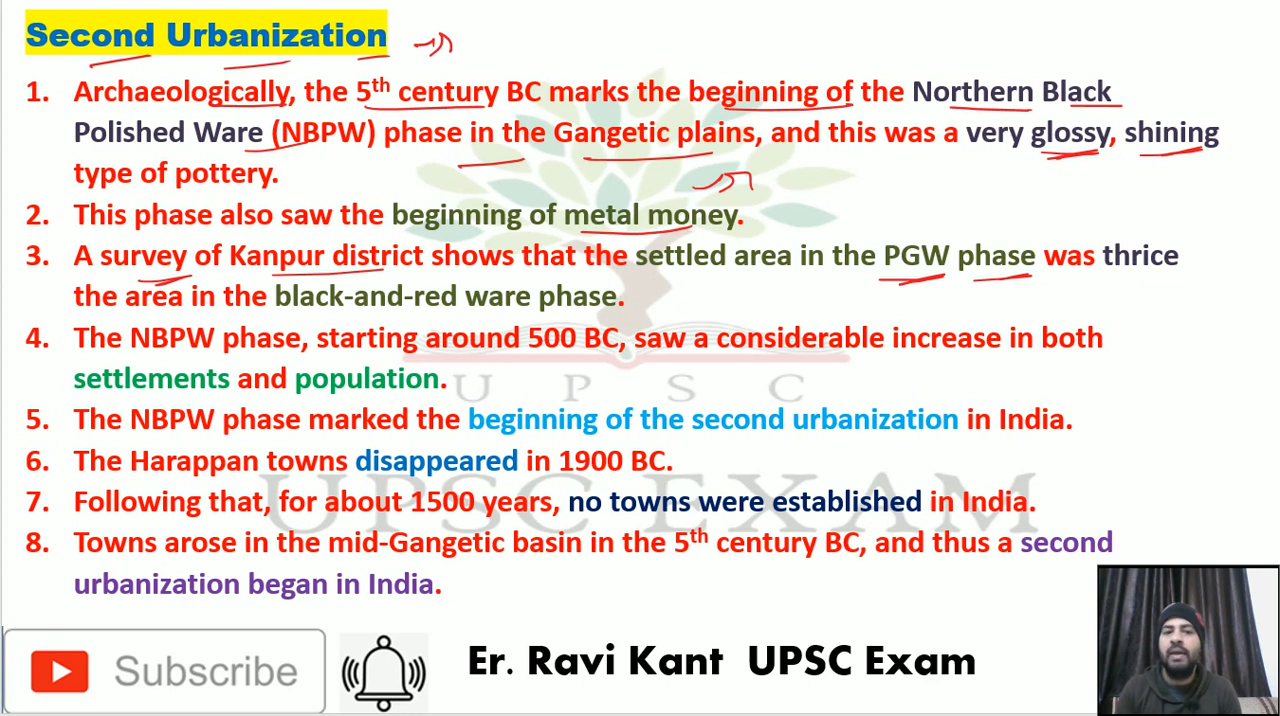 Second Urbanization
1. Archaeologically, the 5th century BC marks the beginning of the Northern Black
Polished Ware (NBPW) phase in the Gangetic plains, and this was a very glossy, shining
type of pottery.
2. This phase also saw the beginning of metal money.
3. A survey of Kanpur district shows that the settled area in the PGW phase was thrice
the area in the black-and-red ware phase.
4. The NBPW phase, starting around 500 BC, saw a considerable increase in both
settlements and population.
UPSC
5. The NBPW phase marked the beginning of the second urbanization in India.
6. The Harappan towns disappeared in 1900 BC.
UPSC EXAM
7. Following that, for about 1500 years, no towns were established in India.
8. Towns arose in the mid-Gangetic basin in the 5th century BC, and thus a second
urbanization began in India.
Subscribe
Er. Ravi Kant UPSC Exam